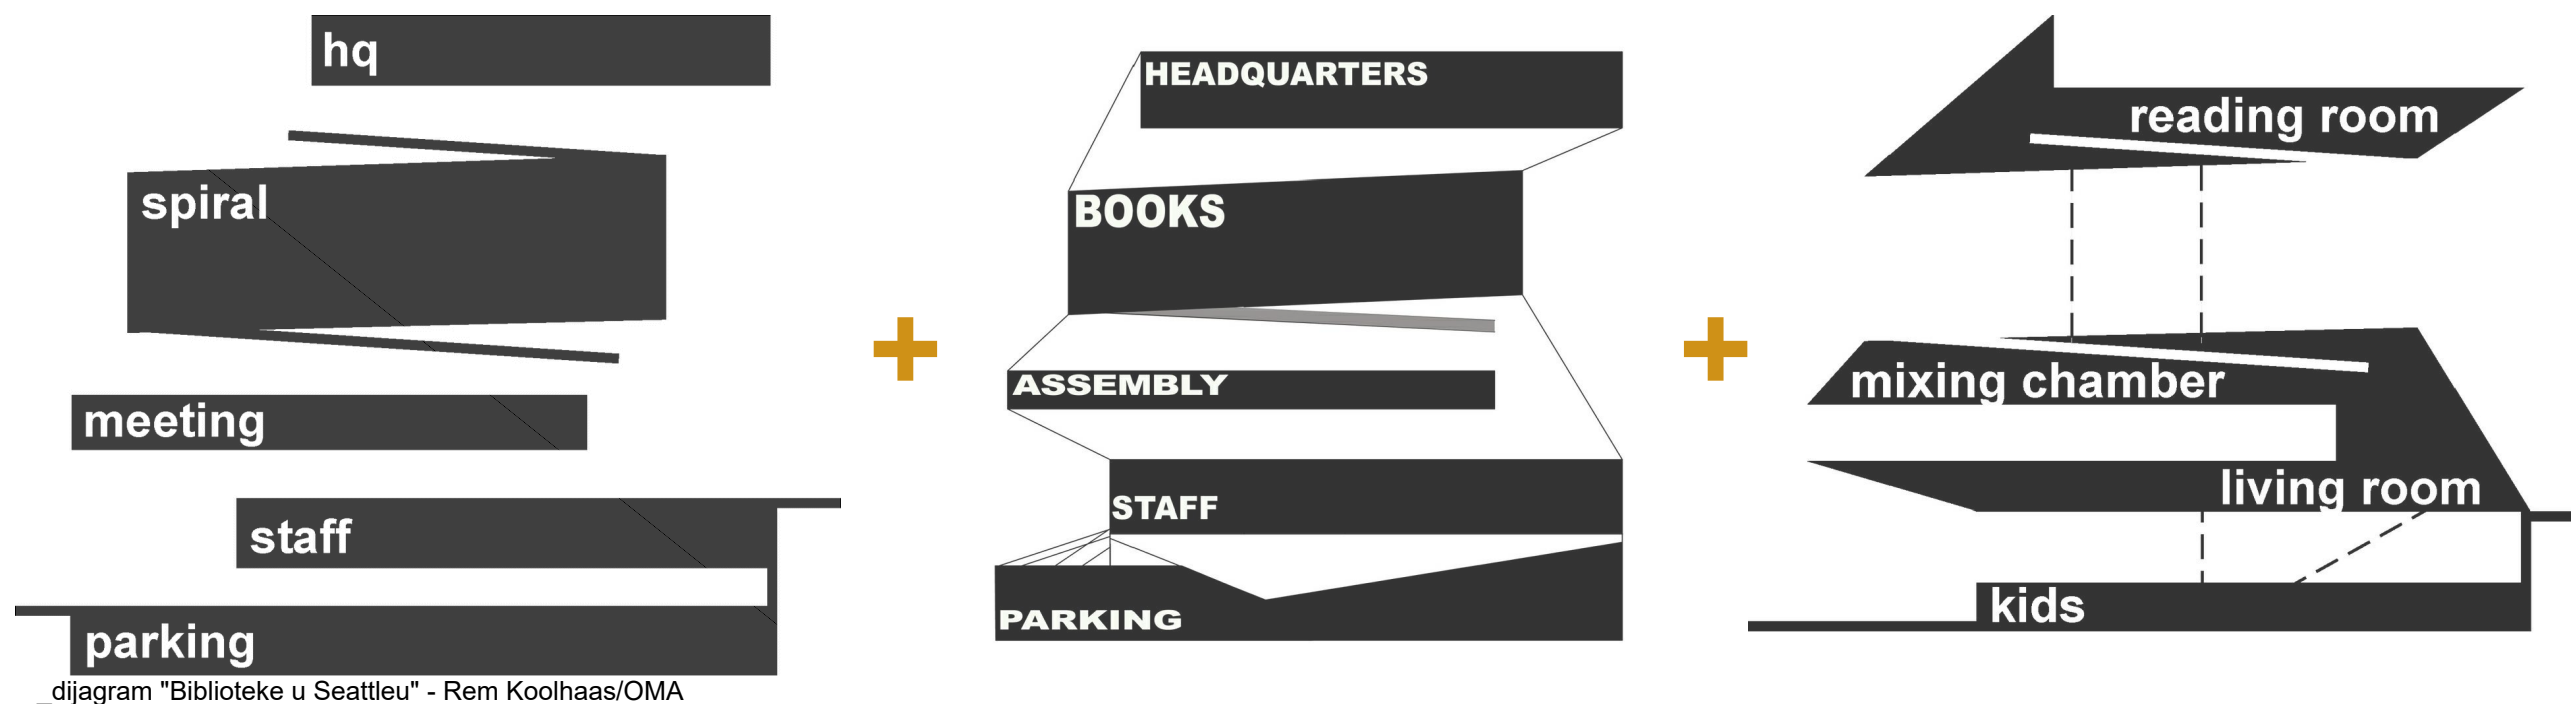 hq
spiral
meeting
staff
parking
_dijagram "Biblioteke u Seattleu" - Rem Koolhaas/OMA
HEADQUARTERS
BOOKS
ASSEMBLY
STAFF
PARKING
reading room
mixing chamber
living room
kids